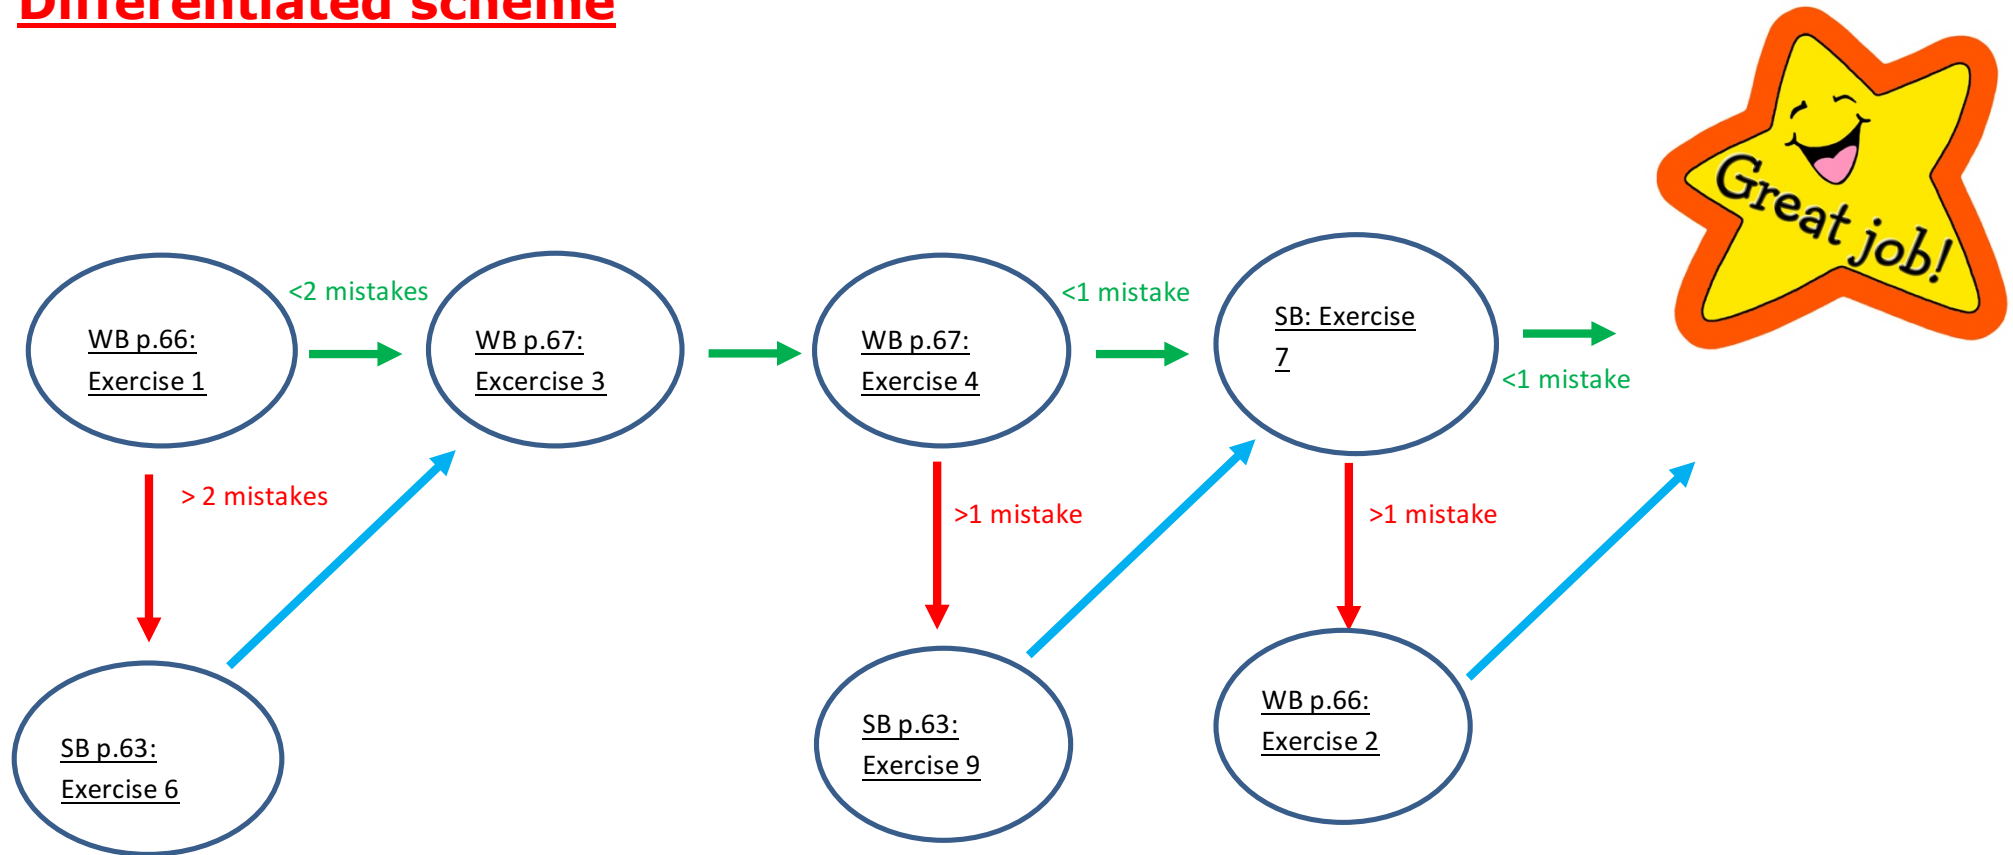 Differentiated scheme
Great job!
<2 mistakes
<1 mistake
WB p.66:
Exercise 1
WB p.67:
Excercise 3
WB p.67:
Exercise 4
SB: Exercise
7
<1 mistake
> 2 mistakes
>1 mistake
>1 mistake
SB p.63:
Exercise 6
SB p.63:
Exercise 9
WB p.66:
Exercise 2